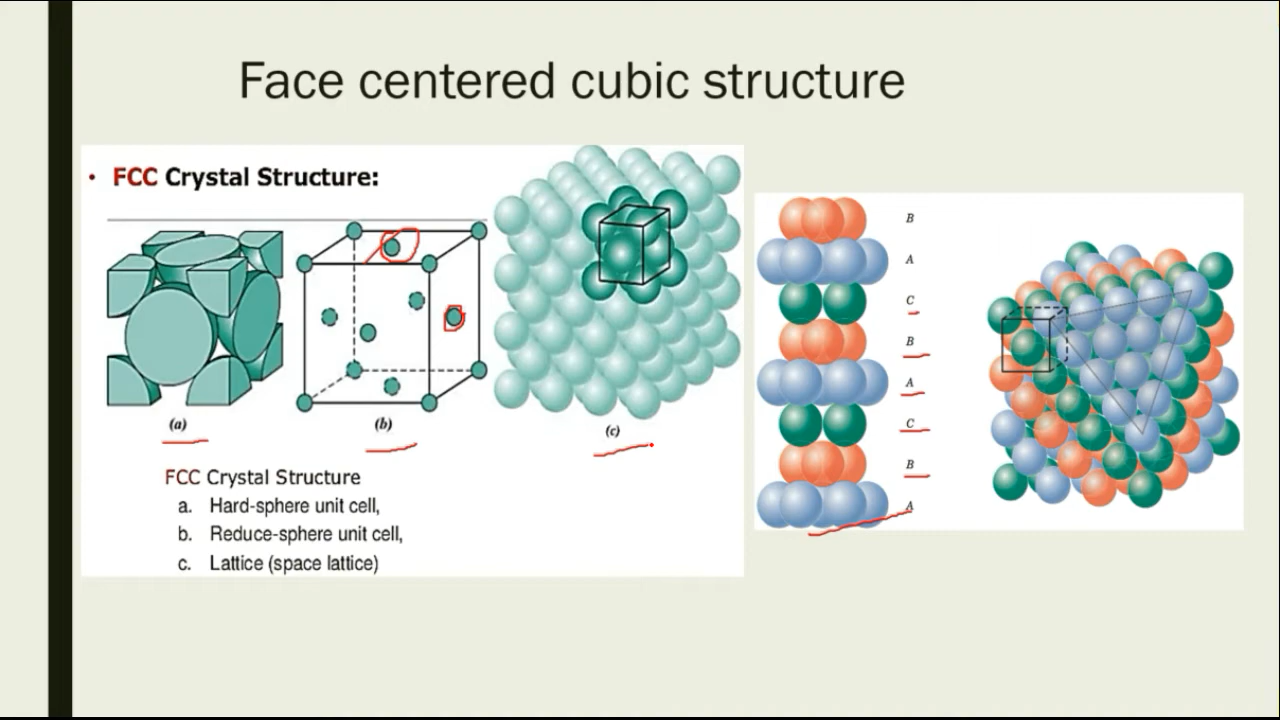 Face centered cubic structure
• FCC Crystal Structure:
(a)
(b)
(c)
FCC Crystal Structure
a. Hard-sphere unit cell,
b. Reduce-sphere unit cell,
c. Lattice (space lattice)
B
A
C
B
A
C
B
A